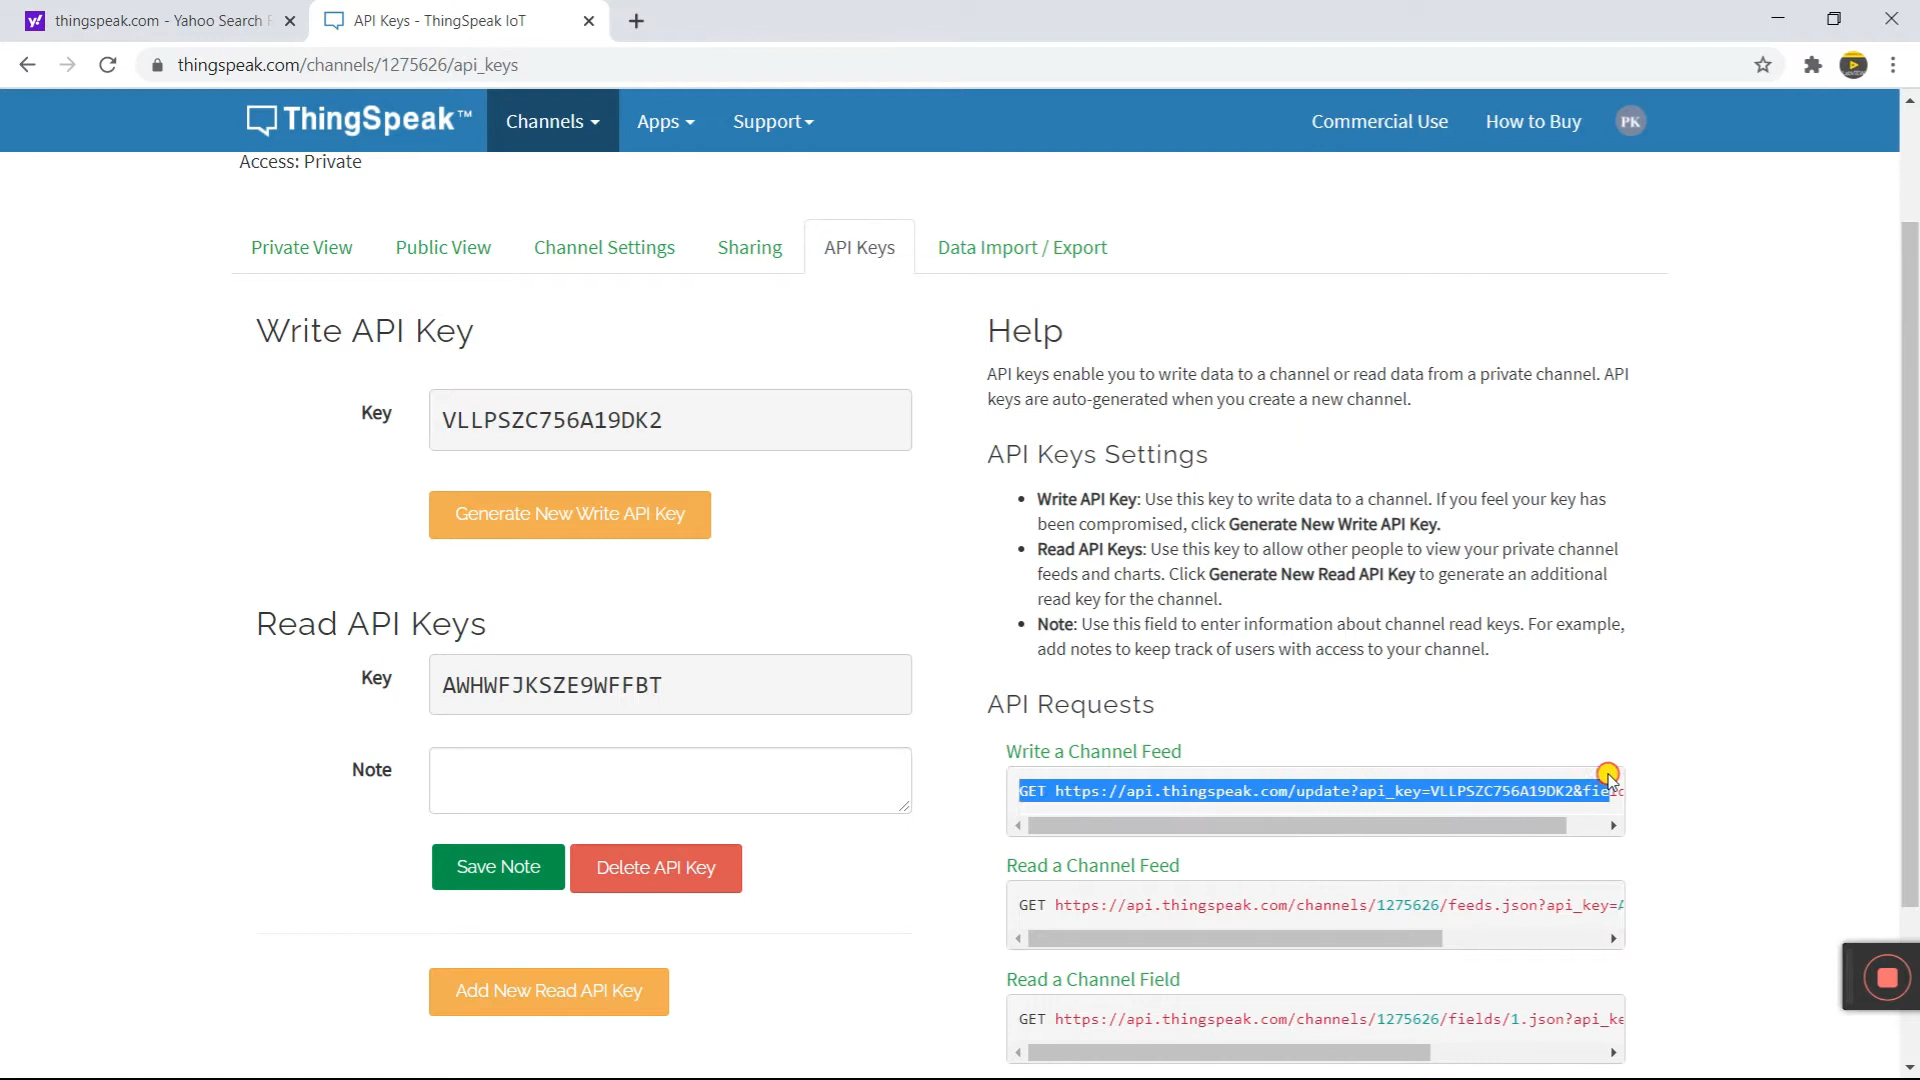 thingspeak.com - Yahoo Search
API Keys - ThingSpeak IoT
thingspeak.com/channels/1275626/api_keys
ThingSpeak™
Channels
Apps
Support
Commercial Use
How to Buy
PK
Access: Private
Private View
Public View
Channel Settings
Sharing
API Keys
Data Import / Export
Write API Key
Key
VLLPSZC756A19DK2
Generate New Write API Key
Read API Keys
Key
AWHWFJKSZE9WFFBT
Note
Save Note
Delete API Key
Add New Read API Key
Help
API keys enable you to write data to a channel or read data from a private channel. API
keys are auto-generated when you create a new channel.
API Keys Settings
Write API Key: Use this key to write data to a channel. If you feel your key has
been compromised, click Generate New Write API Key.
Read API Keys: Use this key to allow other people to view your private channel
feeds and charts. Click Generate New Read API Key to generate an additional
read key for the channel.
Note: Use this field to enter information about channel read keys. For example,
add notes to keep track of users with access to your channel.
API Requests
Write a Channel Feed
GET https://api.thingspeak.com/update?api_key=VLLPSZC756A19DK2&fie
Read a Channel Feed
GET https://api.thingspeak.com/channels/1275626/feeds.json?api_key=A
Read a Channel Field
GET https://api.thingspeak.com/channels/1275626/fields/1.json?api_ke